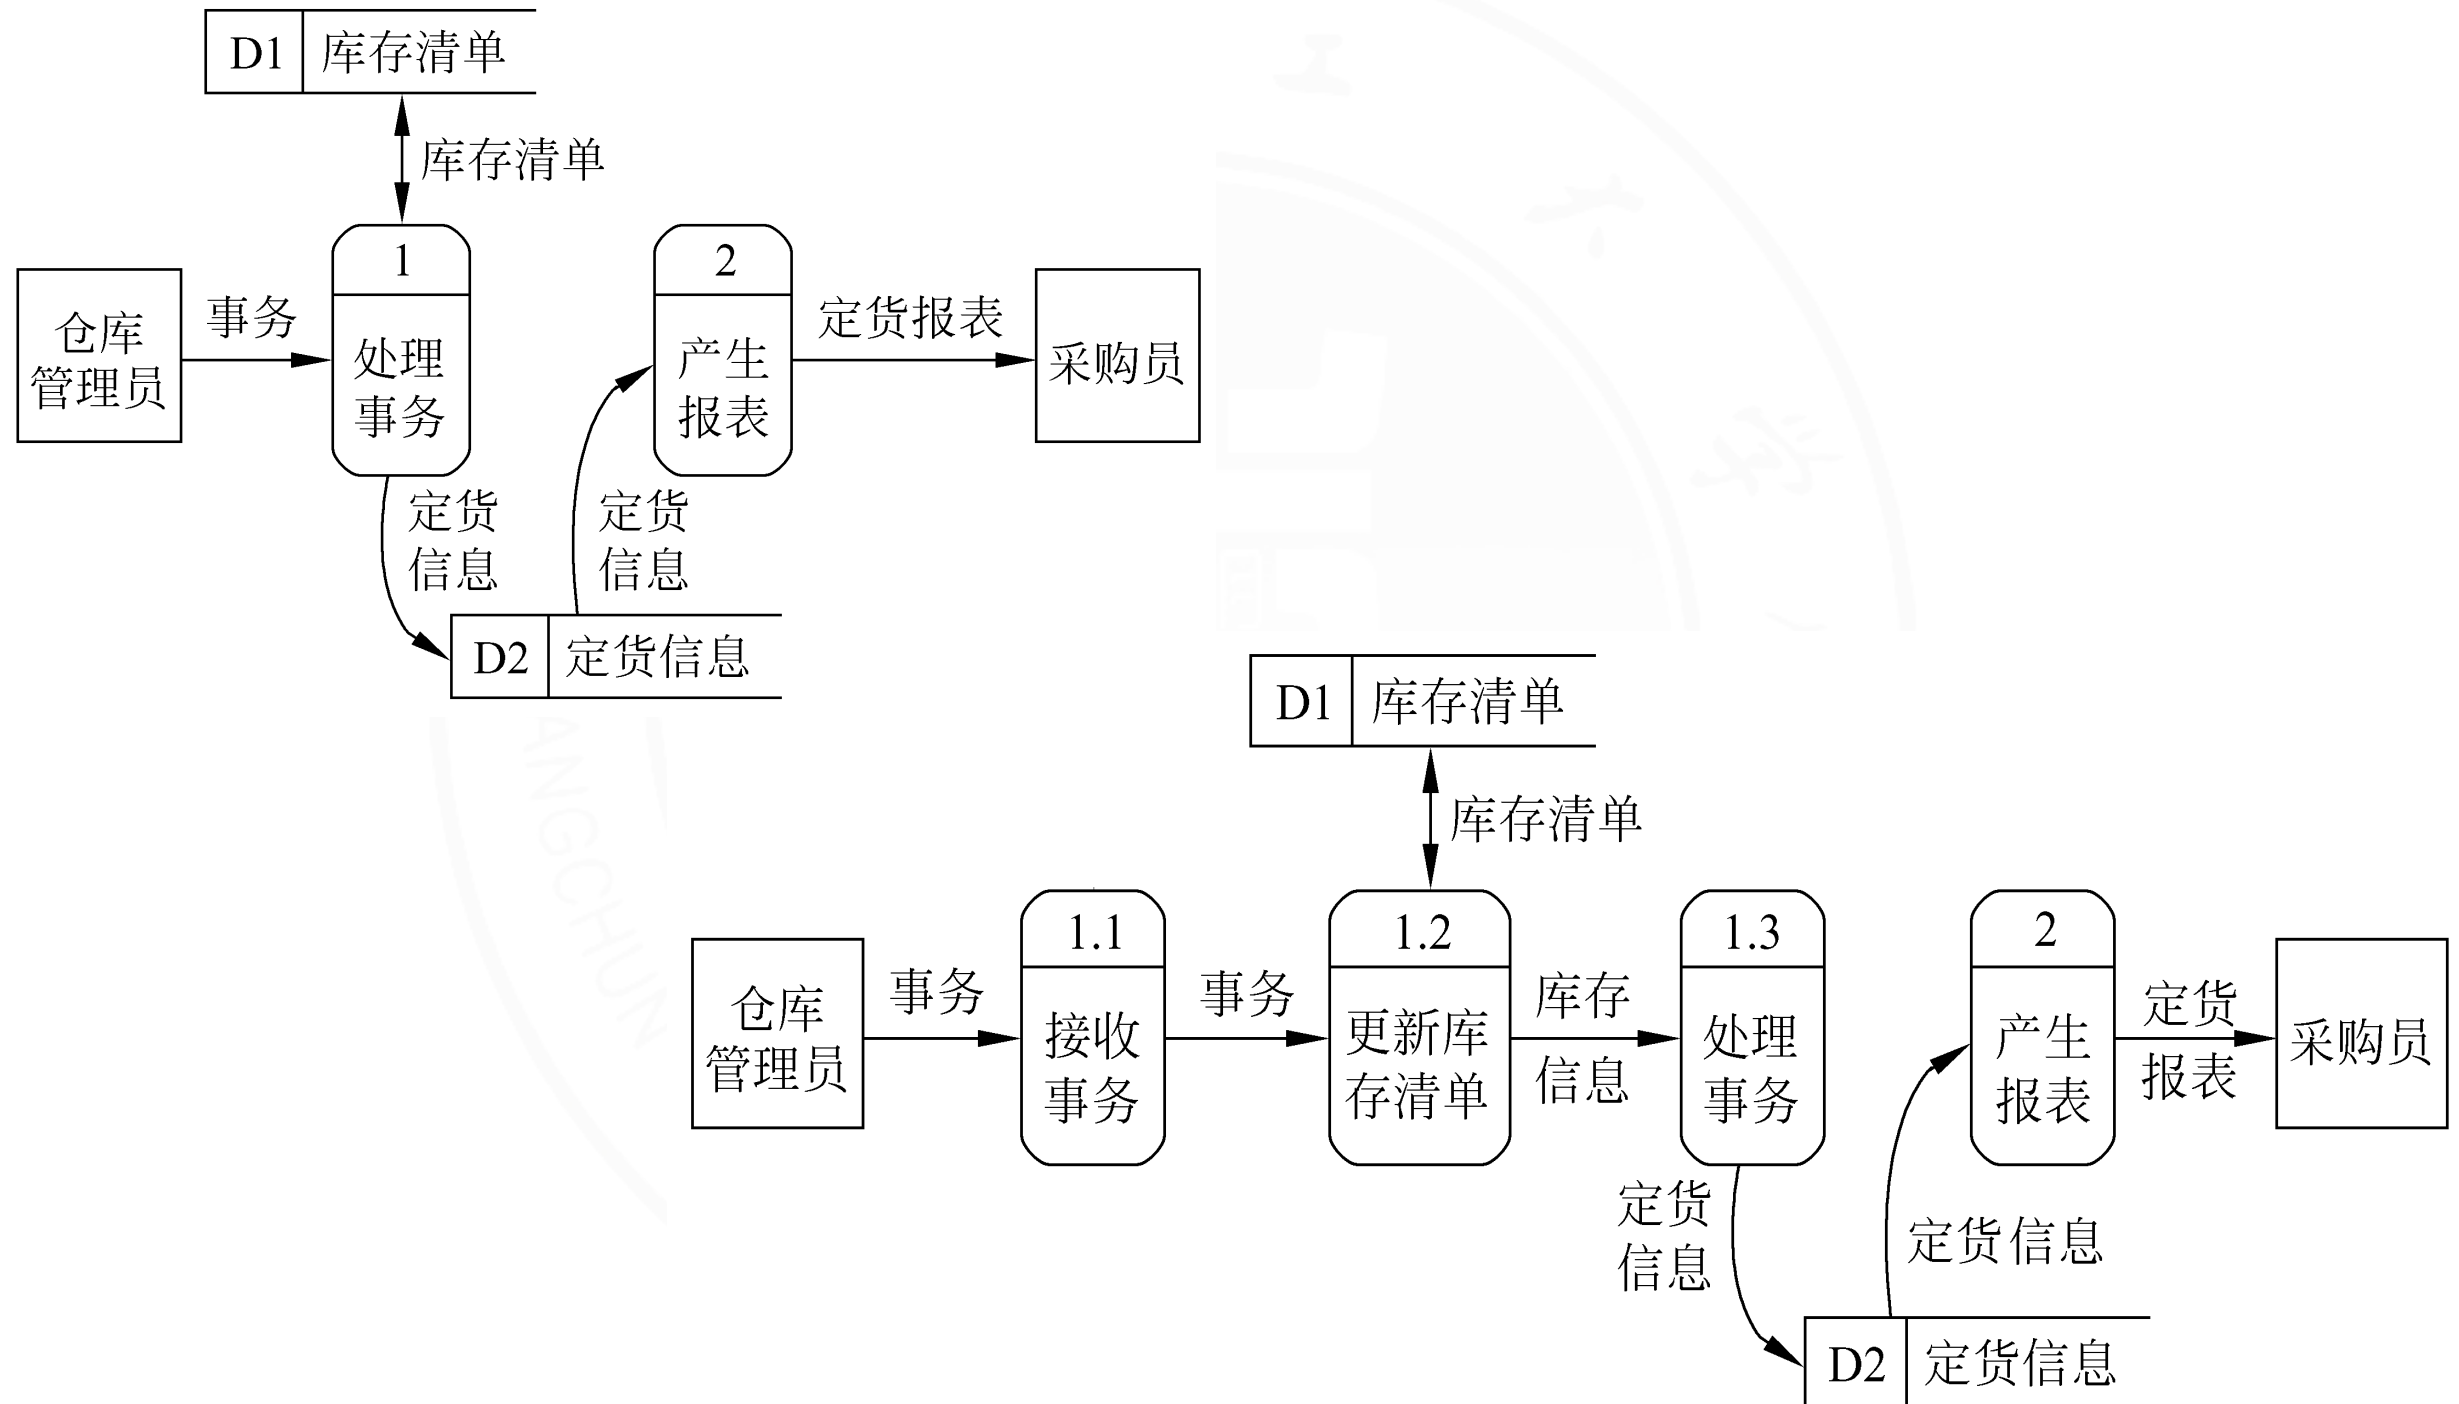 D1 库存清单
库存清单
1
2
仓库
管理员
事务
处理
事务
产生
报表
定货报表
采购员
定货
信息
定货
信息
D2 定货信息
D1 库存清单
库存清单
1.1
1.2
1.3
2
仓库
管理员
事务
接收
事务
事务
更新库
存清单
库存
信息
处理
事务
产生
报表
定货
报表
采购员
定货
信息
定货信息
D2 定货信息
ANGCHUN
大
学